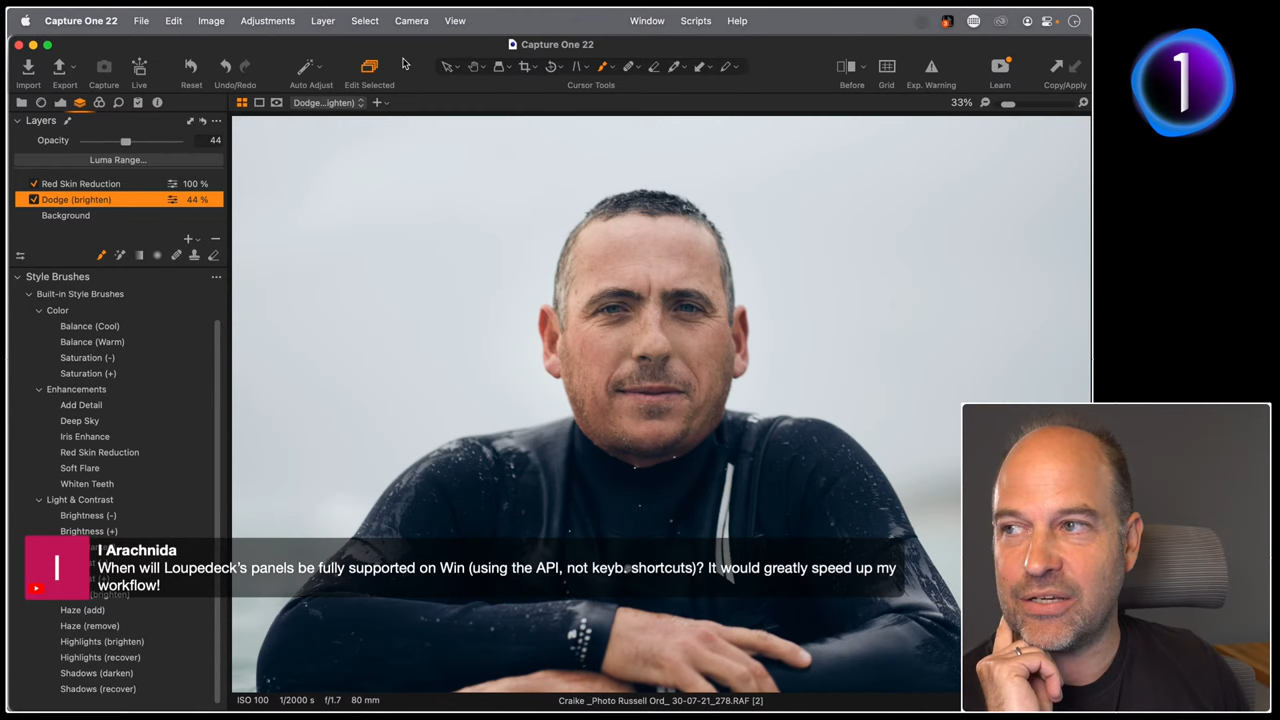 Capture One 22 File Edit Image Adjustments Layer Select Camera View Window Scripts Help
Capture One 22
Import Export Capture Live Reset Undo/Redo Auto Adjust Edit Selected Cursor Tools Before Grid Exp. Warning Learn Copy/Apply
Dodge...ighten) 33%
Layers
Opacity 44
Luma Range...
Red Skin Reduction 100 %
Dodge (brighten) 44 %
Background
Style Brushes
Built-in Style Brushes
Color
Balance (Cool)
Balance (Warm)
Saturation (-)
Saturation (+)
Enhancements
Add Detail
Deep Sky
Iris Enhance
Red Skin Reduction
Soft Flare
Whiten Teeth
Light & Contrast
Brightness (-)
Brightness (+)
I
I Arachnida
When will Loupedeck's panels be fully supported on Win (using the API, not keyb. shortcuts)? It would greatly speed up my
workflow!
Haze (add)
Haze (remove)
Highlights (brighten)
Highlights (recover)
Shadows (darken)
Shadows (recover)
ISO 100 1/2000 s f/1.7 80 mm Craike _Photo Russell Ord_ 30-07-21_278.RAF [2]
1